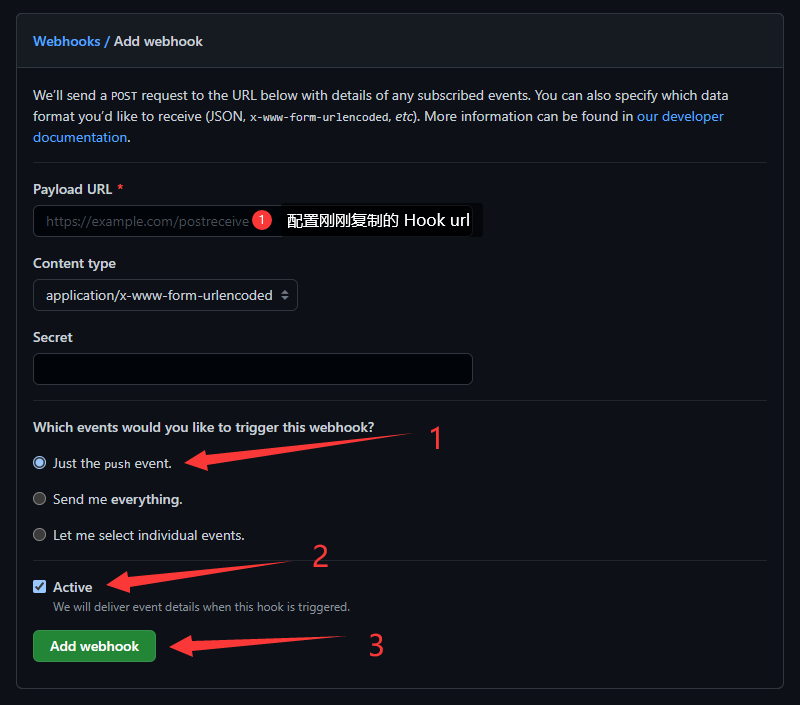 Webhooks / Add webhook
We’ll send a POST request to the URL below with details of any subscribed events. You can also specify which data
format you’d like to receive (JSON, x-www-form-urlencoded, etc). More information can be found in our developer
documentation.
Payload URL *
https://example.com/postreceive 1 配置刚刚复制的 Hook url
Content type
application/x-www-form-urlencoded
Secret
Which events would you like to trigger this webhook?
1
Just the push event.
Send me everything.
Let me select individual events.
2
Active
We will deliver event details when this hook is triggered.
Add webhook 3